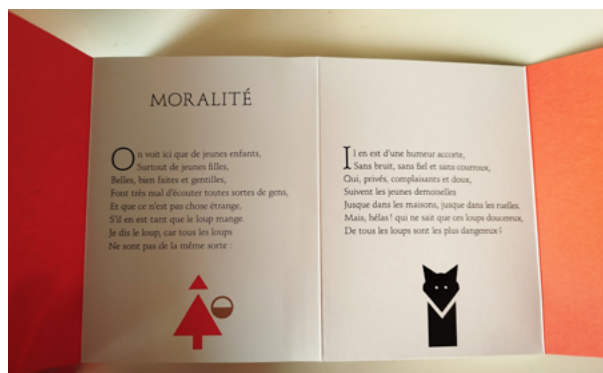 MORALITÉ
On voit ici que de jeunes enfants,
Surtout de jeunes filles,
Belles, bien faites et gentilles,
Font très mal d'écouter toutes sortes de gens,
Et que ce n'est pas chose étrange,
S'il en est tant que le loup mange.
Je dis le loup, car tous les loups
Ne sont pas de la même sorte :
Il en est d'une humeur accorte,
Sans bruit, sans fiel et sans courroux,
Qui, privés, complaisants et doux,
Suivent les jeunes demoiselles
Jusque dans les maisons, jusque dans les ruelles.
Mais, hélas ! qui ne sait que ces loups doucereux,
De tous les loups sont les plus dangereux ?